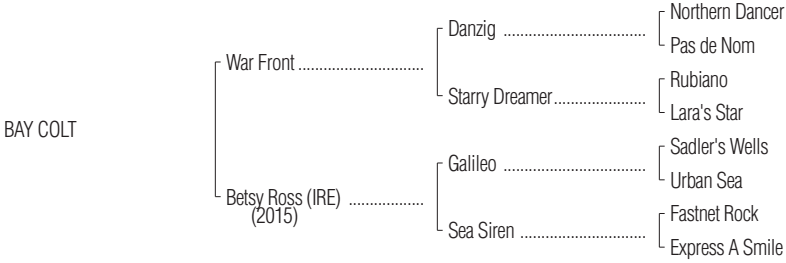 Northern Dancer
Danzig ..................................
Pas de Nom
War Front ..............................
Rubiano
Starry Dreamer......................
Lara's Star
BAY COLT
Sadler's Wells
Galileo ..................................
Urban Sea
Betsy Ross (IRE) ..................
(2015)
Fastnet Rock
Sea Siren ..............................
Express A Smile